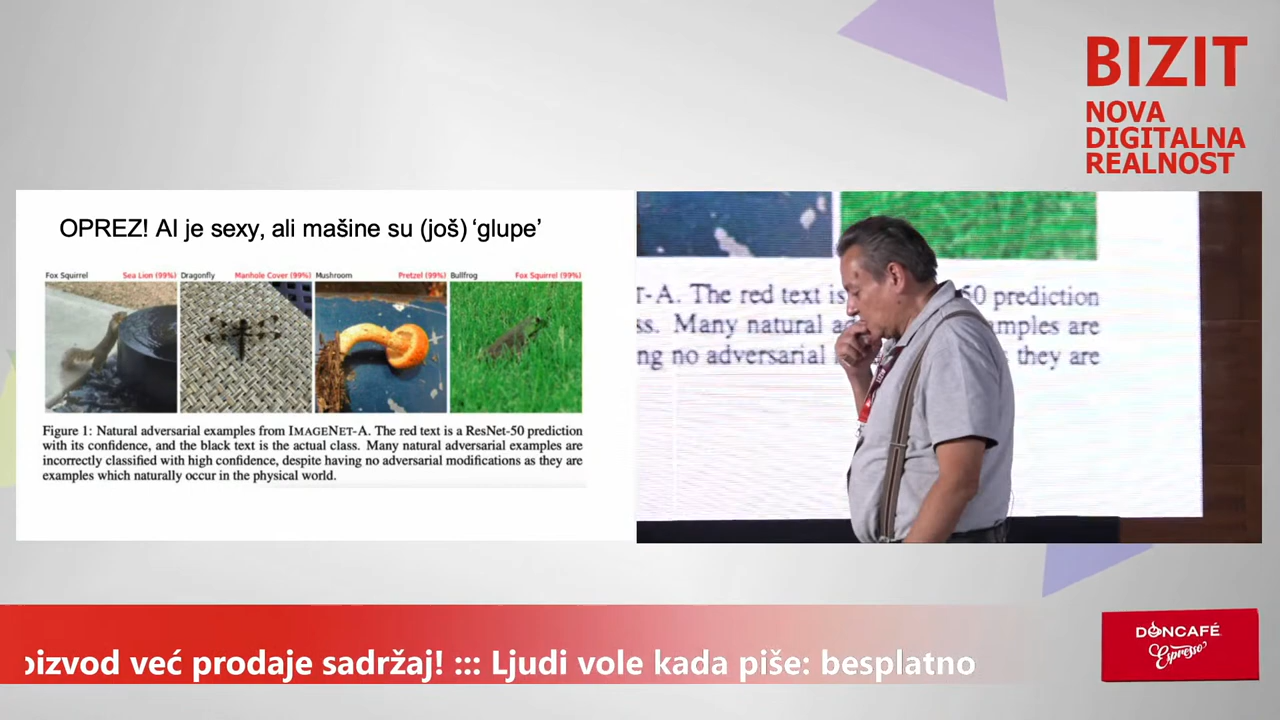 BIZIT
NOVA
DIGITALNA
REALNOST
OPREZ! AI je sexy, ali mašine su (još) ‘glupe’
Fox Squirrel Sea Lion (99%) Dragonfly Manhole Cover (99%) Mushroom Pretzel (99%) Bullfrog Fox Squirrel (99%)
Figure 1: Natural adversarial examples from IMAGENET-A. The red text is a ResNet-50 prediction
with its confidence, and the black text is the actual class. Many natural adversarial examples are
incorrectly classified with high confidence, despite having no adversarial modifications as they are
examples which naturally occur in the physical world.
T-A. The red text is 50 prediction
ss. Many natural amples are
ng no adversarial they are
oizvod već prodaje sadržaj! ::: Ljudi vole kada piše: besplatno
DONCAFÉ
Espresso